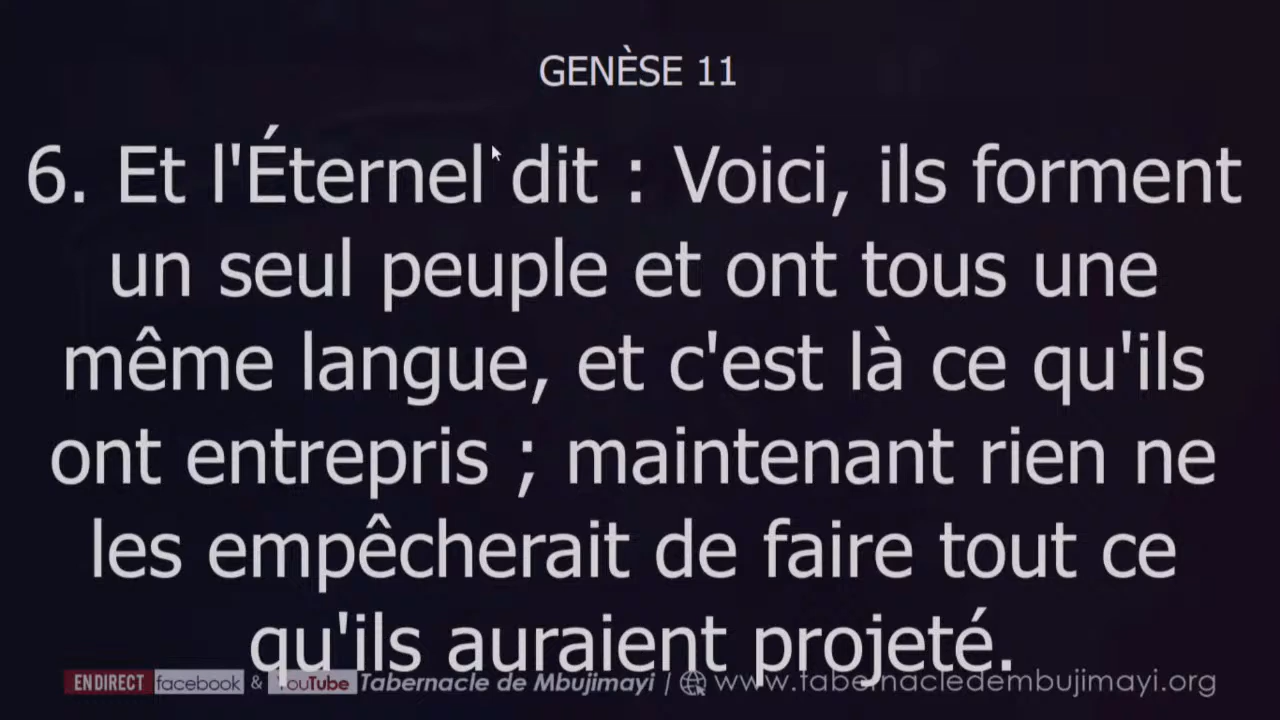 GENÈSE 11
6. Et l'Éternel dit : Voici, ils forment
un seul peuple et ont tous une
même langue, et c'est là ce qu'ils
ont entrepris ; maintenant rien ne
les empêcherait de faire tout ce
qu'ils auraient projeté.
EN DIRECT facebook & YouTube Tabernacle de Mbujimayi | www.tabernacledembujimayi.org